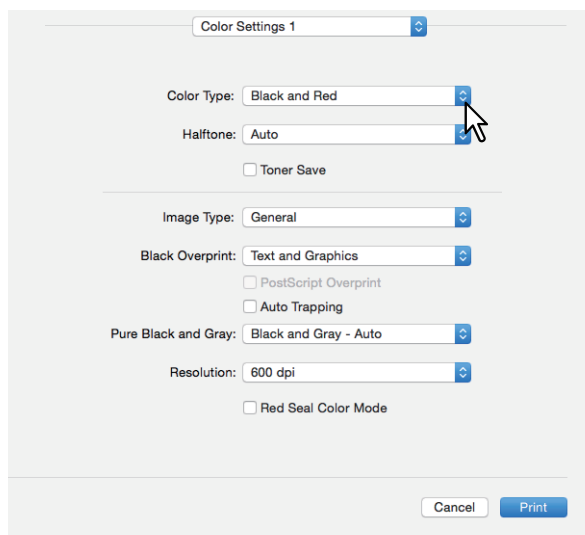 Color Settings 1
Color Type: Black and Red
Halftone: Auto
Toner Save
Image Type: General
Black Overprint: Text and Graphics
PostScript Overprint
Auto Trapping
Pure Black and Gray: Black and Gray - Auto
Resolution: 600 dpi
Red Seal Color Mode
Cancel Print